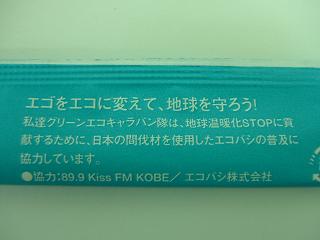 エゴをエコに変えて、地球を守ろう!
私達グリーンエコキャラバン隊は、地球温暖化STOPに貢
献するために、日本の間伐材を使用したエコバシの普及に
協力しています。
●協力:89.9 Kiss FM KOBE/ エコバシ株式会社